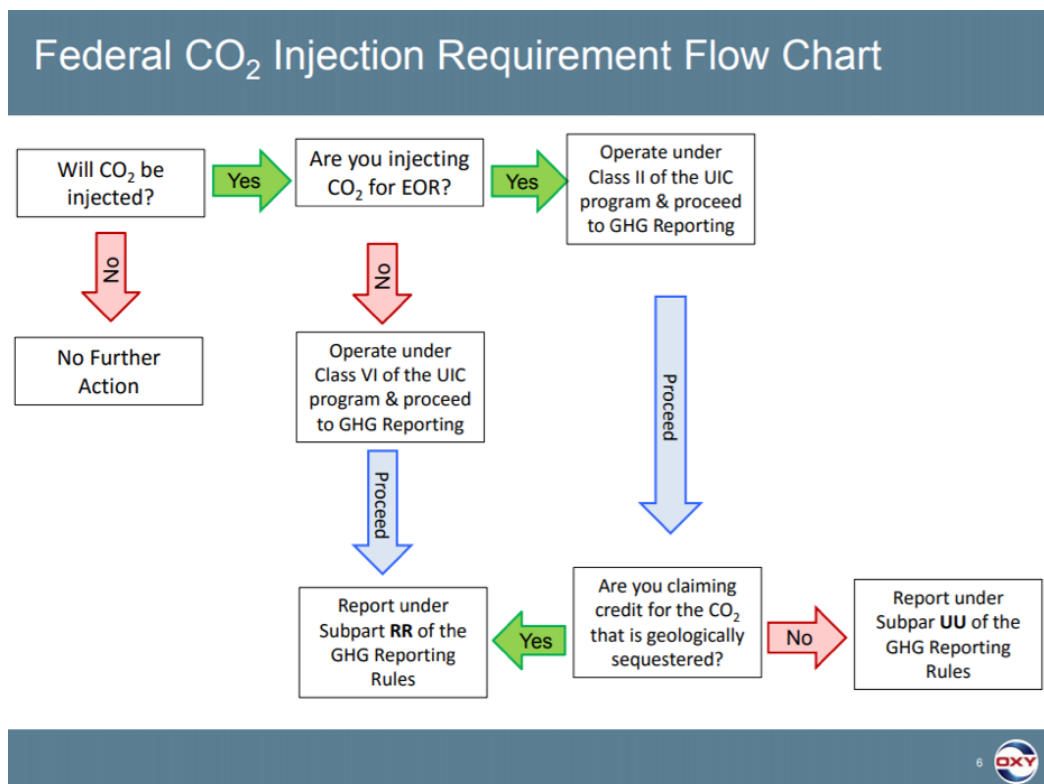 Federal CO₂ Injection Requirement Flow Chart
Will CO₂ be
injected?
Yes
Are you injecting
CO₂ for EOR?
Yes
Operate under
Class II of the UIC
program & proceed
to GHG Reporting
No
No
Proceed
No Further
Action
Operate under
Class VI of the UIC
program & proceed
to GHG Reporting
Proceed
Report under
Subpart RR of the
GHG Reporting
Rules
Yes
Are you claiming
credit for the CO₂
that is geologically
sequestered?
No
Report under
Subpar UU of the
GHG Reporting
Rules
6
OXY